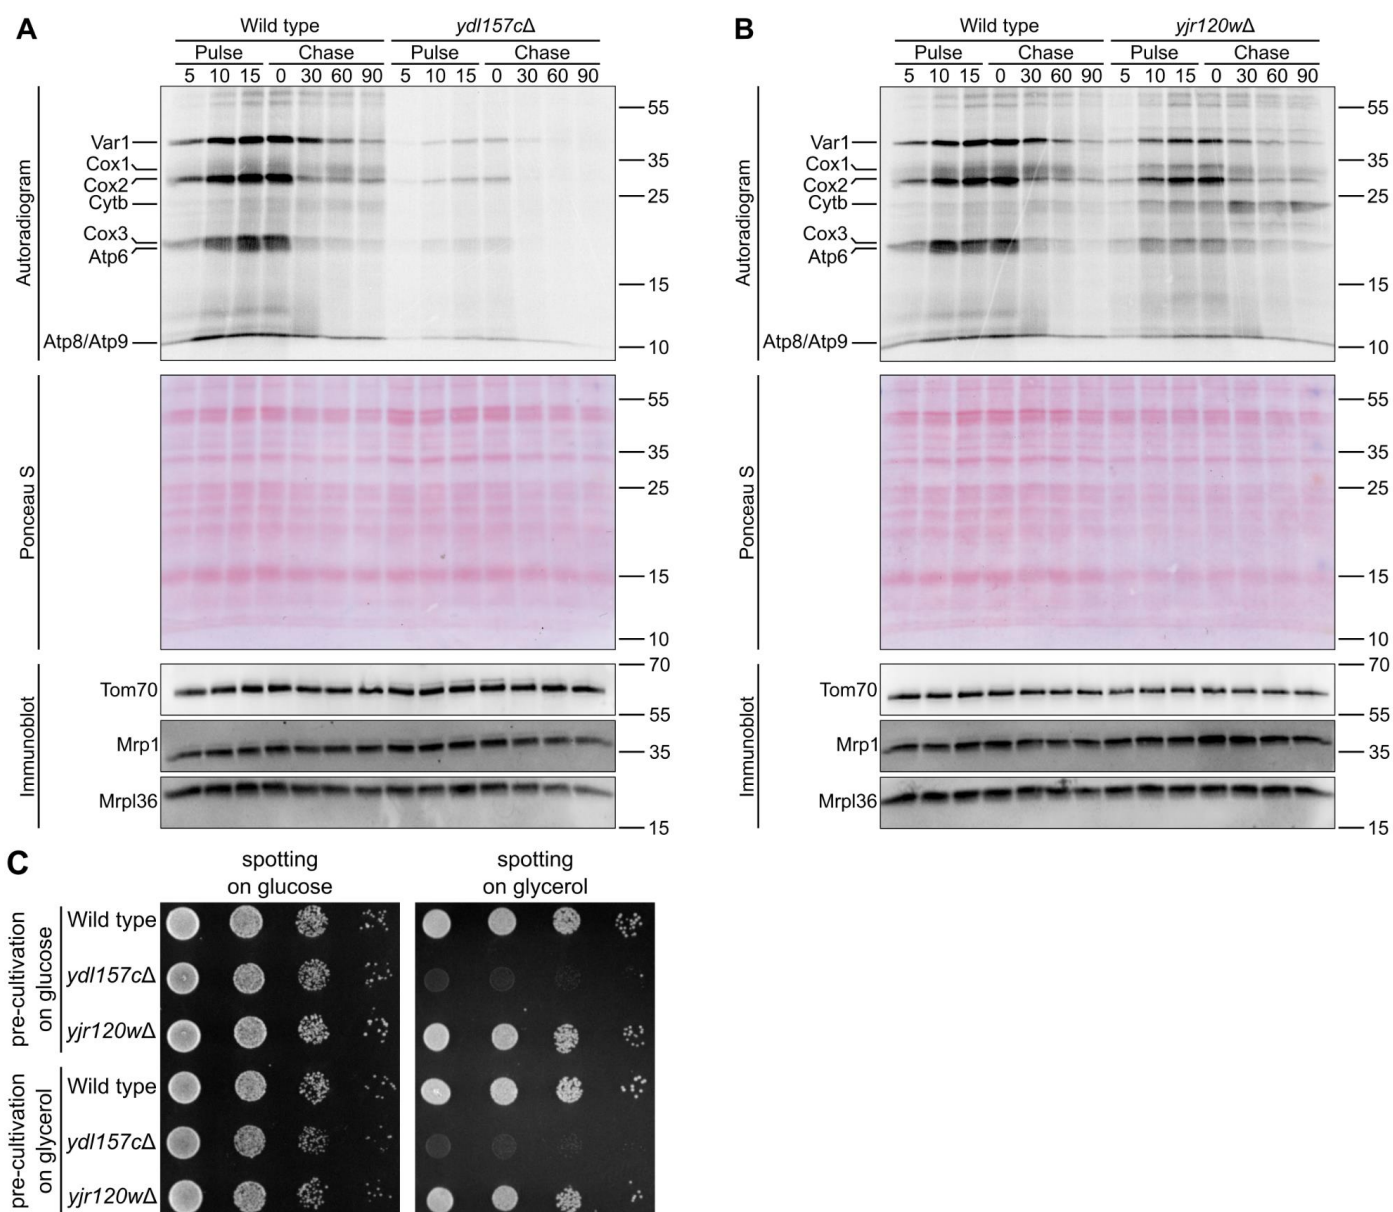 A
Wild type ydl157cΔ
Pulse Chase Pulse Chase
5 10 15 0 30 60 90 5 10 15 0 30 60 90
Autoradiogram
Var1
Cox1
Cox2
Cytb
Cox3
Atp6
Atp8/Atp9
55
35
25
15
10
Ponceau S
55
35
25
15
10
Immunoblot
Tom70
Mrp1
Mrpl36
70
55
35
15
B
Wild type yjr120wΔ
Pulse Chase Pulse Chase
5 10 15 0 30 60 90 5 10 15 0 30 60 90
Autoradiogram
Var1
Cox1
Cox2
Cytb
Cox3
Atp6
Atp8/Atp9
55
35
25
15
10
Ponceau S
55
35
25
15
10
Immunoblot
Tom70
Mrp1
Mrpl36
70
55
35
15
C
spotting
on glucose
spotting
on glycerol
pre-cultivation
on glucose
Wild type
ydl157cΔ
yjr120wΔ
pre-cultivation
on glycerol
Wild type
ydl157cΔ
yjr120wΔ